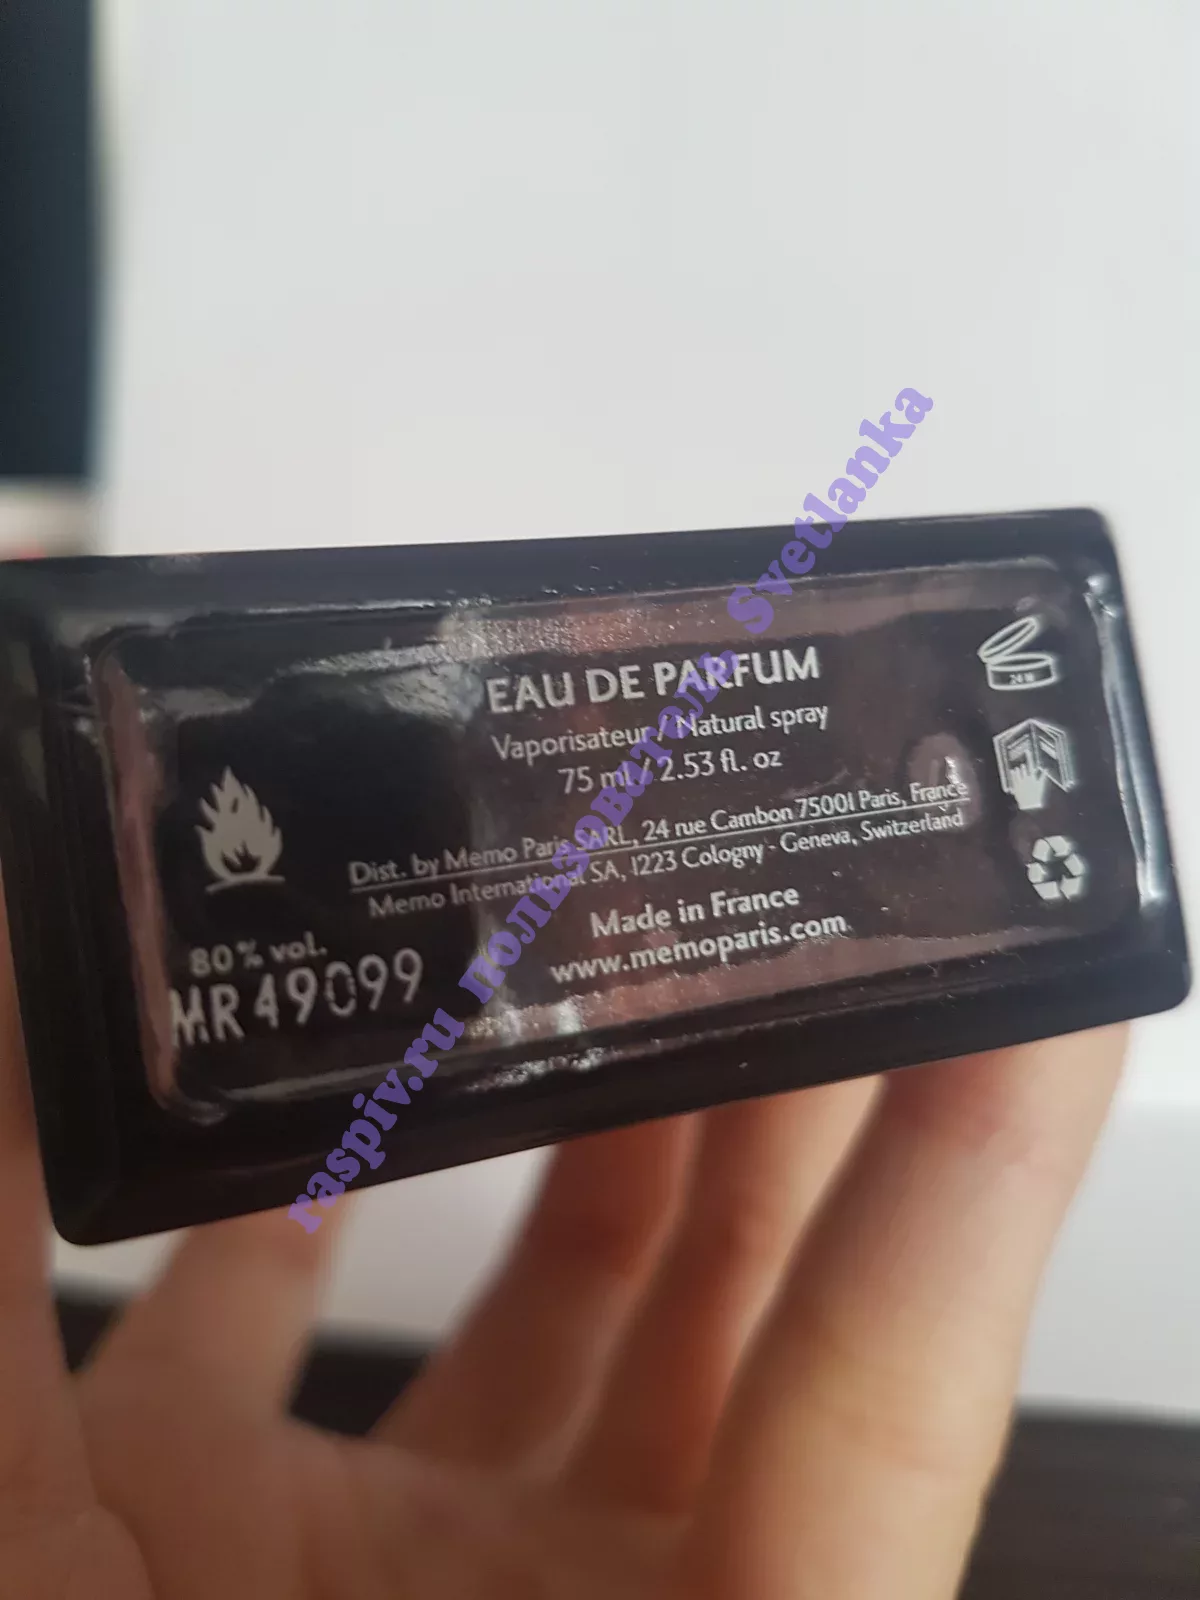 EAU DE PARFUM
Vaporisateur / Natural spray
75 ml / 2.53 fl. oz
Dist. by Memo Paris SARL, 24 rue Cambon 75001 Paris, France
Memo International SA, 1223 Cologny - Geneva, Switzerland
Made in France
www.memoparis.com
80% vol.
MR49099
24 M
raspiv.ru пользователь Svetlanka